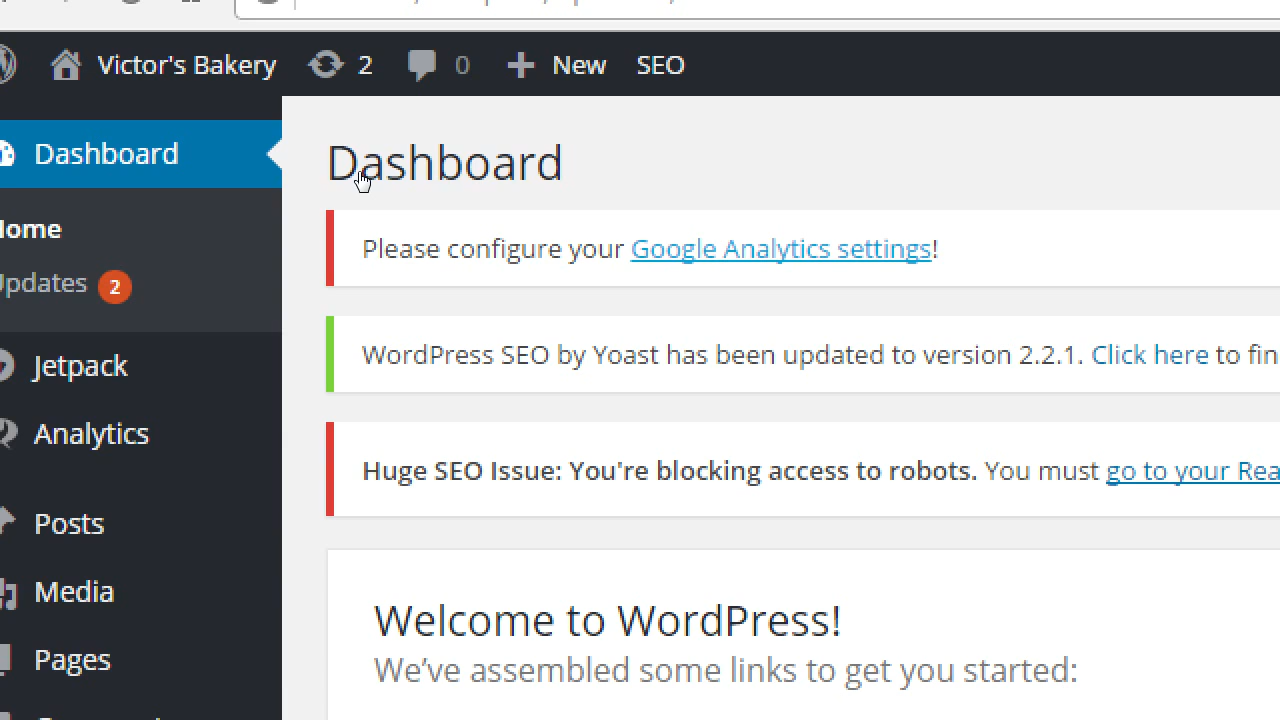 Victor's Bakery 2 0 New SEO
Dashboard
Home
Updates 2
Jetpack
Analytics
Posts
Media
Pages
Dashboard
Please configure your Google Analytics settings!
WordPress SEO by Yoast has been updated to version 2.2.1. Click here to fin
Huge SEO Issue: You're blocking access to robots. You must go to your Rea
Welcome to WordPress!
We've assembled some links to get you started: